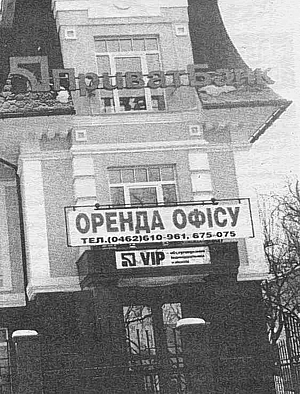 ПриватБанк
ОРЕНДА ОФІСУ
ТЕЛ.(0462)610-961, 675-075
VIP